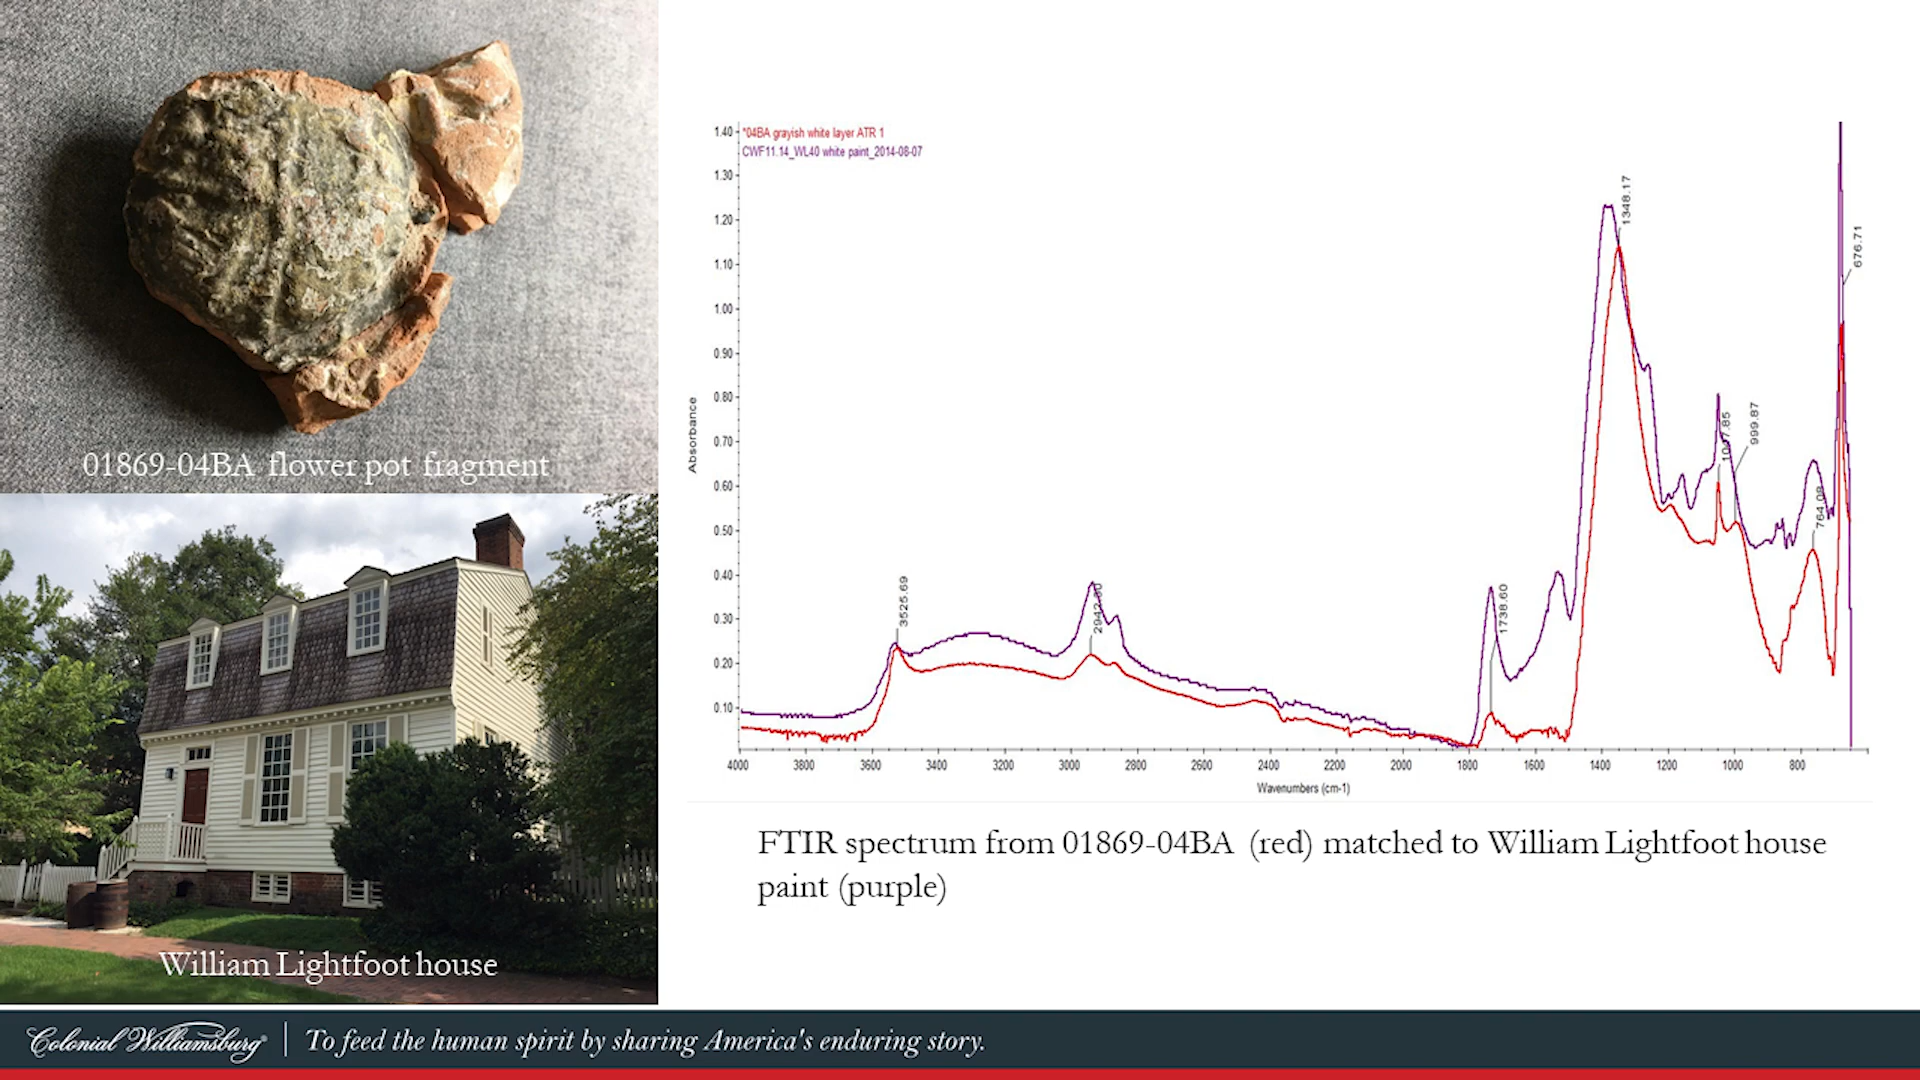 01869-04BA flower pot fragment
William Lightfoot house
*04BA grayish white layer ATR 1
CWF11.14_WL40 white paint_2014-08-07
Absorbance
1.40
1.30
1.20
1.10
1.00
0.90
0.80
0.70
0.60
0.50
0.40
0.30
0.20
0.10
3525.69
1738.60
1348.17
999.87
764.08
676.71
4000 3800 3600 3400 3200 3000 2800 2600 2400 2200 2000 1800 1600 1400 1200 1000 800
Wavenumbers (cm-1)
FTIR spectrum from 01869-04BA (red) matched to William Lightfoot house
paint (purple)
Colonial Williamsburg® To feed the human spirit by sharing America's enduring story.